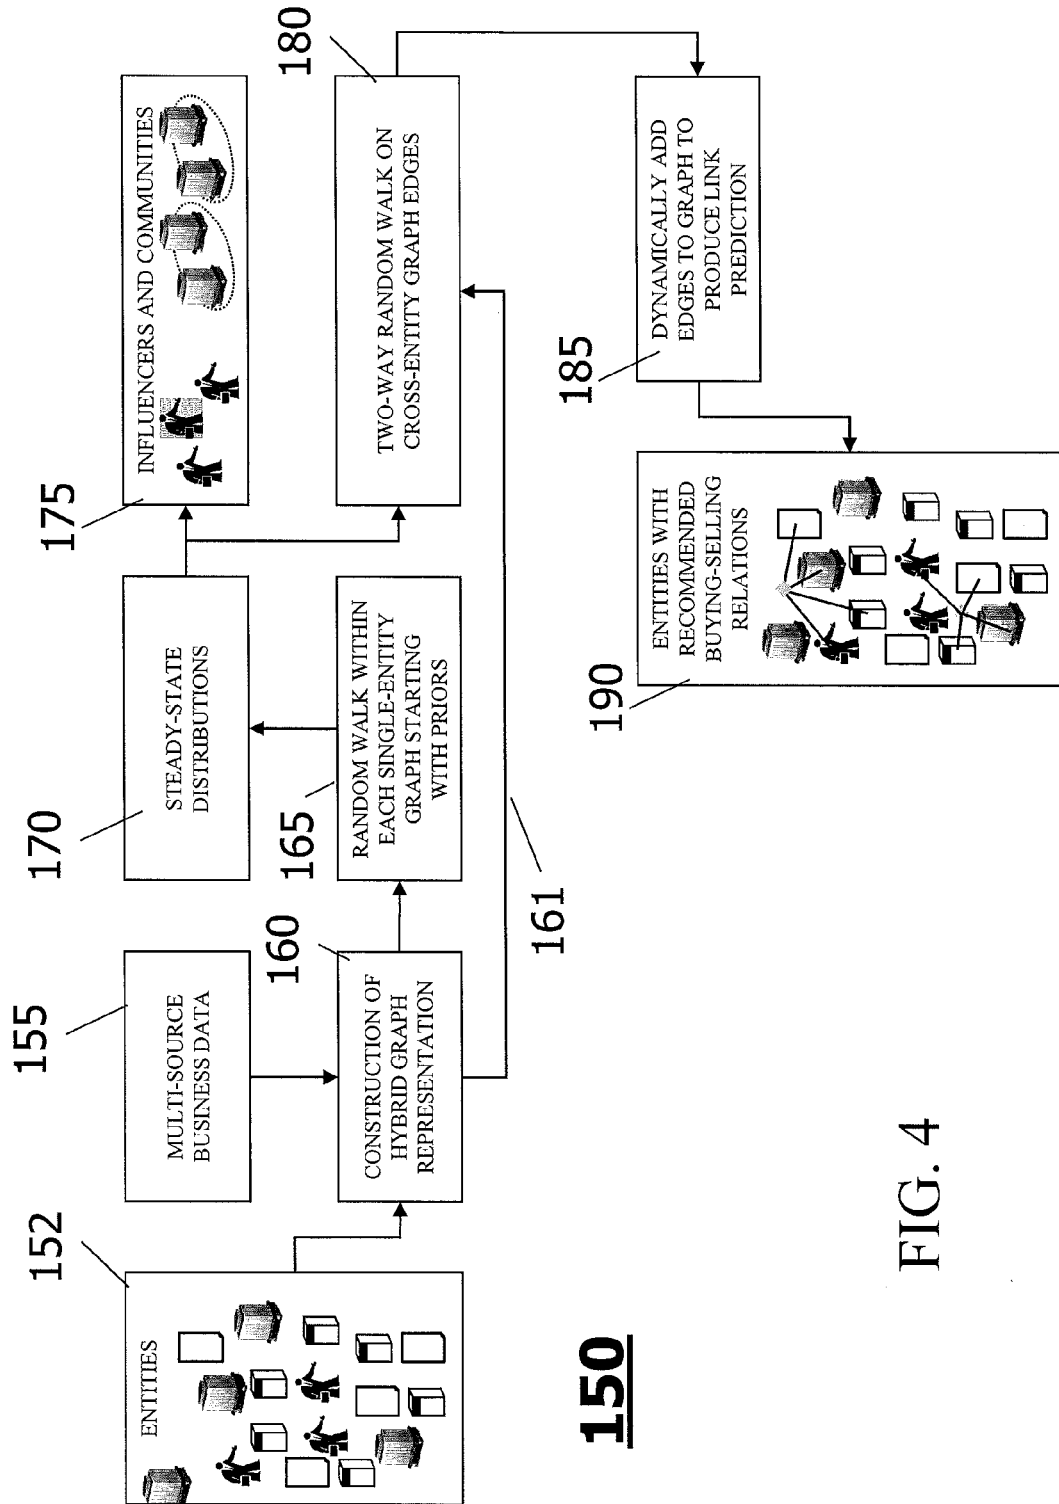 152
ENTITIES
155
MULTI-SOURCE
BUSINESS DATA
160
CONSTRUCTION OF
HYBRID GRAPH
REPRESENTATION
161
165
RANDOM WALK WITHIN
EACH SINGLE-ENTITY
GRAPH STARTING
WITH PRIORS
170
STEADY-STATE
DISTRIBUTIONS
175
INFLUENCERS AND COMMUNITIES
180
TWO-WAY RANDOM WALK ON
CROSS-ENTITY GRAPH EDGES
185
DYNAMICALLY ADD
EDGES TO GRAPH TO
PRODUCE LINK
PREDICTION
190
ENTITIES WITH
RECOMMENDED
BUYING-SELLING
RELATIONS
150
FIG. 4